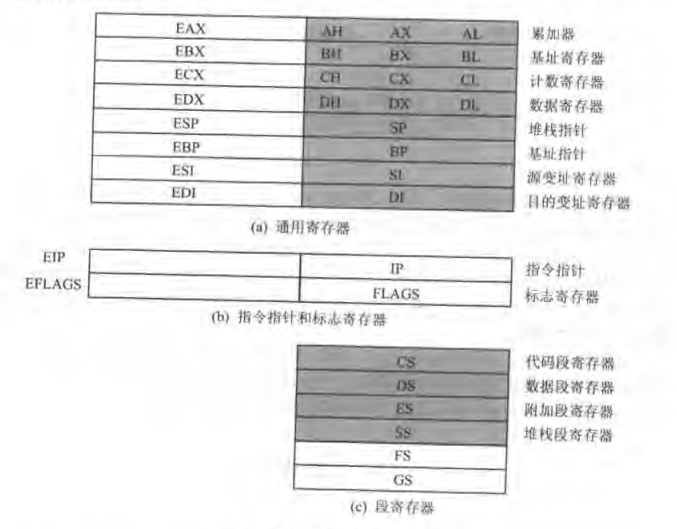 EAX AH AX AL 累加器
EBX BH BX BL 基址寄存器
ECX CH CX CL 计数寄存器
EDX DH DX DL 数据寄存器
ESP SP 堆栈指针
EBP BP 基址指针
ESI SI 源变址寄存器
EDI DI 目的变址寄存器
(a) 通用寄存器
EIP IP 指令指针
EFLAGS FLAGS 标志寄存器
(b) 指令指针和标志寄存器
CS 代码段寄存器
DS 数据段寄存器
ES 附加段寄存器
SS 堆栈段寄存器
FS
GS
(c) 段寄存器